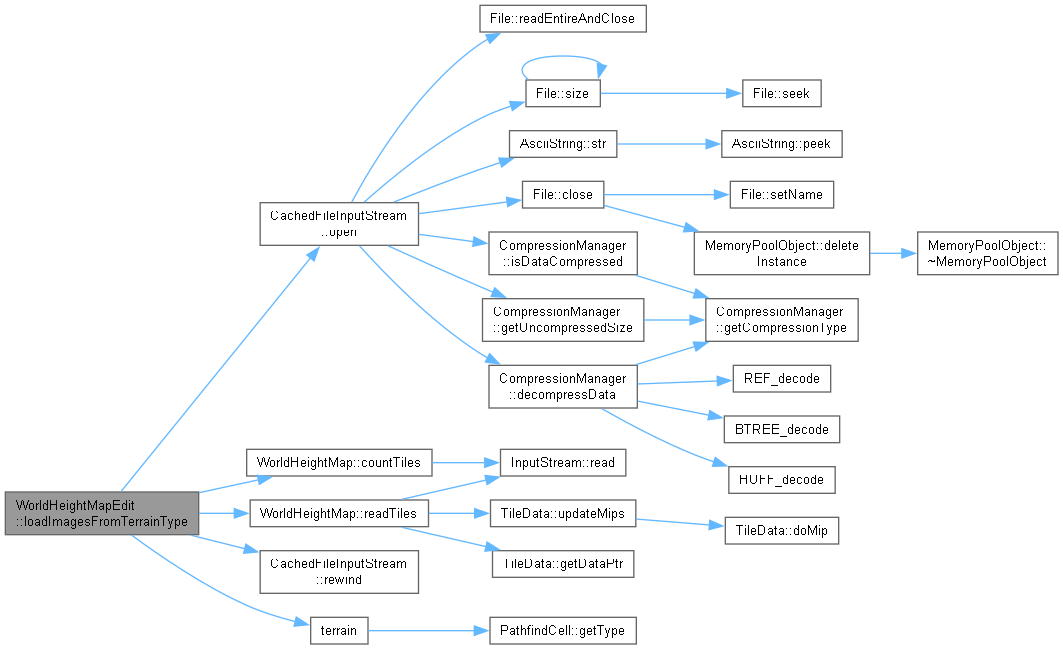 File::readEntireAndClose
File::size
File::seek
AsciiString::str
AsciiString::peek
File::close
File::setName
CachedFileInputStream
::open
CompressionManager
::isDataCompressed
MemoryPoolObject::delete
Instance
MemoryPoolObject::
~MemoryPoolObject
CompressionManager
::getUncompressedSize
CompressionManager
::getCompressionType
CompressionManager
::decompressData
REF_decode
BTREE_decode
HUFF_decode
WorldHeightMap::countTiles
InputStream::read
WorldHeightMapEdit
::loadImagesFromTerrainType
WorldHeightMap::readTiles
TileData::updateMips
TileData::doMip
CachedFileInputStream
::rewind
TileData::getDataPtr
terrain
PathfindCell::getType